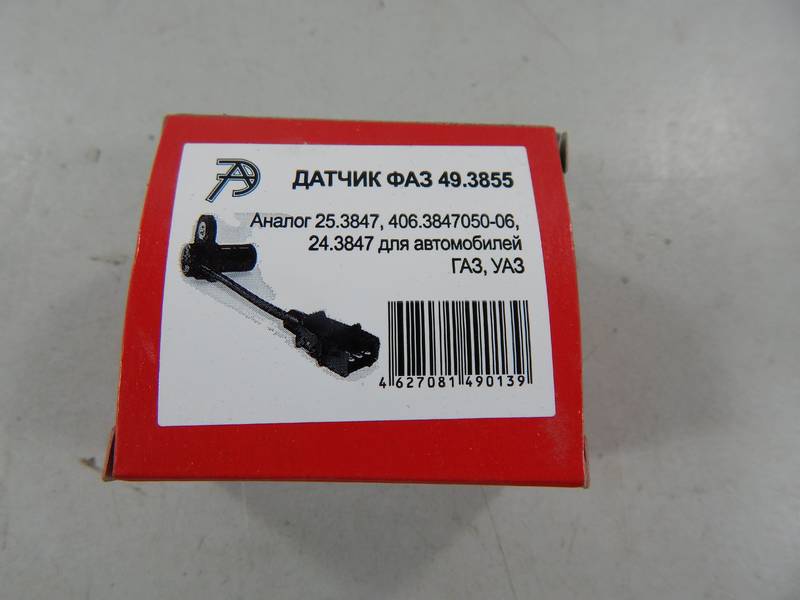 ДАТЧИК ФАЗ 49.3855
Аналог 25.3847, 406.3847050-06,
24.3847 для автомобилей
ГАЗ, УАЗ
4 627081 490139